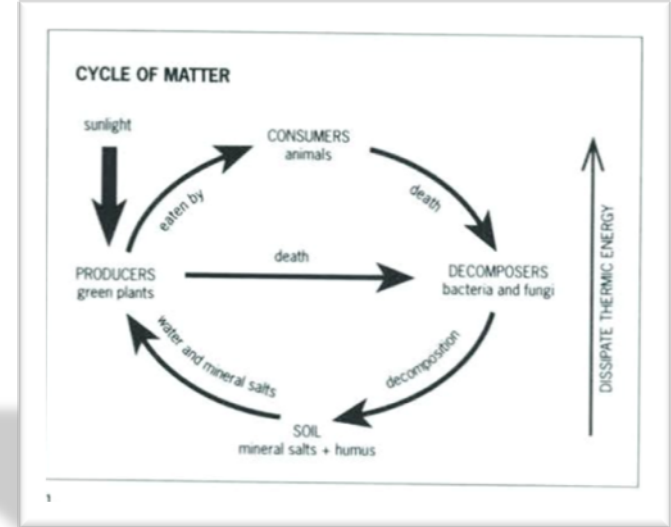 CYCLE OF MATTER
sunlight
CONSUMERS
animals
eaten by
death
death
PRODUCERS
green plants
DECOMPOSERS
bacteria and fungi
water and mineral salts
decomposition
SOIL
mineral salts + humus
DISSIPATE THERMIC ENERGY
1